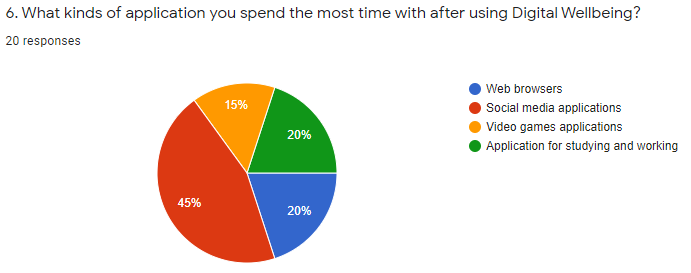 6. What kinds of application you spend the most time with after using Digital Wellbeing?
20 responses
15%
20%
45%
20%
Web browsers
Social media applications
Video games applications
Application for studying and working